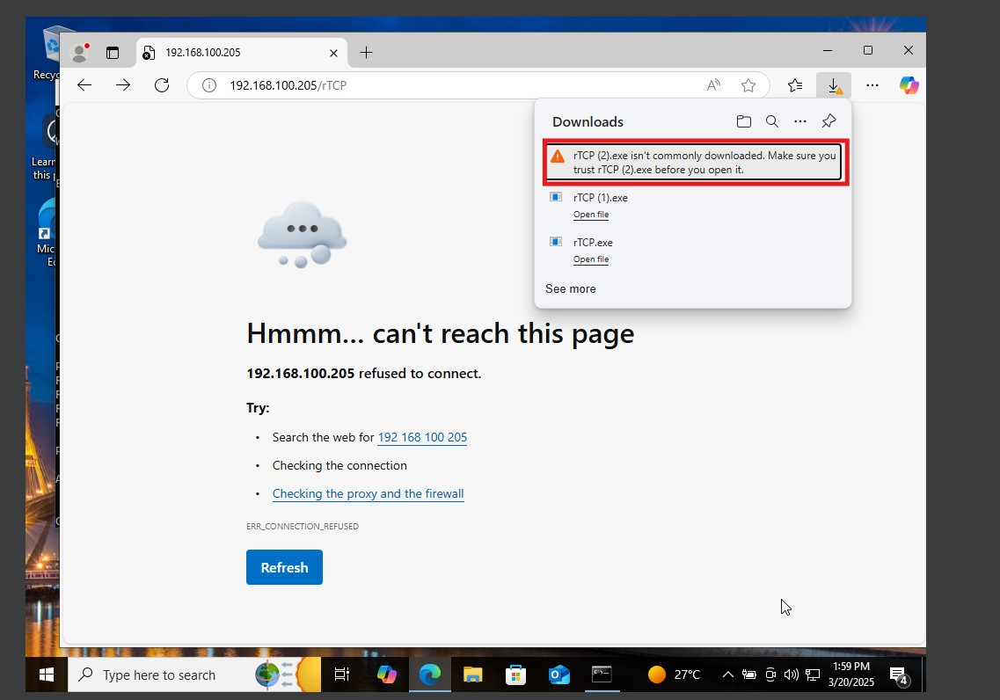 Recyc
192.168.100.205
192.168.100.205/rTCP
Downloads
rTCP (2).exe isn't commonly downloaded. Make sure you
trust rTCP (2).exe before you open it.
rTCP (1).exe
Open file
rTCP.exe
Open file
See more
Learn
this
Mic
Hmmm... can't reach this page
192.168.100.205 refused to connect.
Try:
• Search the web for 192 168 100 205
• Checking the connection
• Checking the proxy and the firewall
ERR_CONNECTION_REFUSED
Refresh
Type here to search
27°C
1:59 PM
3/20/2025
4